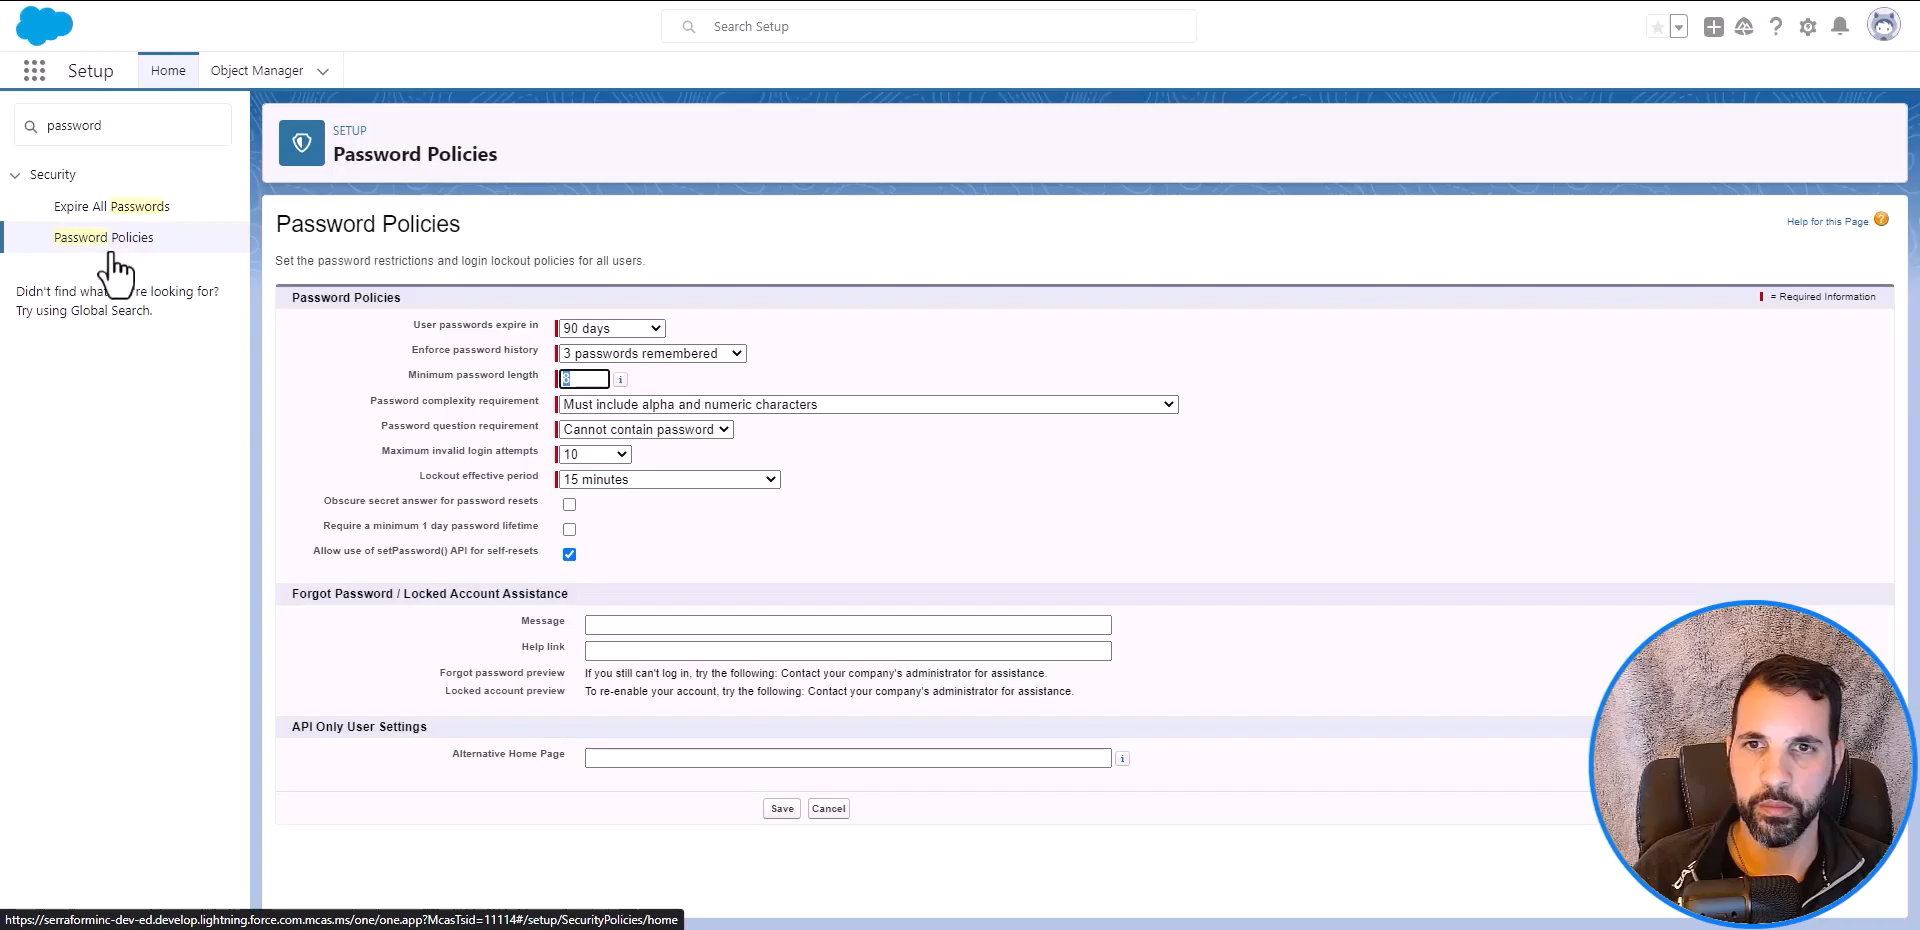 Search Setup
Setup
Home
Object Manager
password
Security
Expire All Passwords
Password Policies
Didn't find what re looking for?
Try using Global Search.
SETUP
Password Policies
Password Policies
Help for this Page
Set the password restrictions and login lockout policies for all users.
Password Policies
= Required Information
User passwords expire in 90 days
Enforce password history 3 passwords remembered
Minimum password length 8
Password complexity requirement Must include alpha and numeric characters
Password question requirement Cannot contain password
Maximum invalid login attempts 10
Lockout effective period 15 minutes
Obscure secret answer for password resets
Require a minimum 1 day password lifetime
Allow use of setPassword() API for self-resets
Forgot Password / Locked Account Assistance
Message
Help link
Forgot password preview If you still can't log in, try the following: Contact your company's administrator for assistance.
Locked account preview To re-enable your account, try the following: Contact your company's administrator for assistance.
API Only User Settings
Alternative Home Page
Save Cancel
https://serraforminc-dev-ed.develop.lightning.force.com.mcas.ms/one/one.app?McasTsid=11114#/setup/SecurityPolicies/home